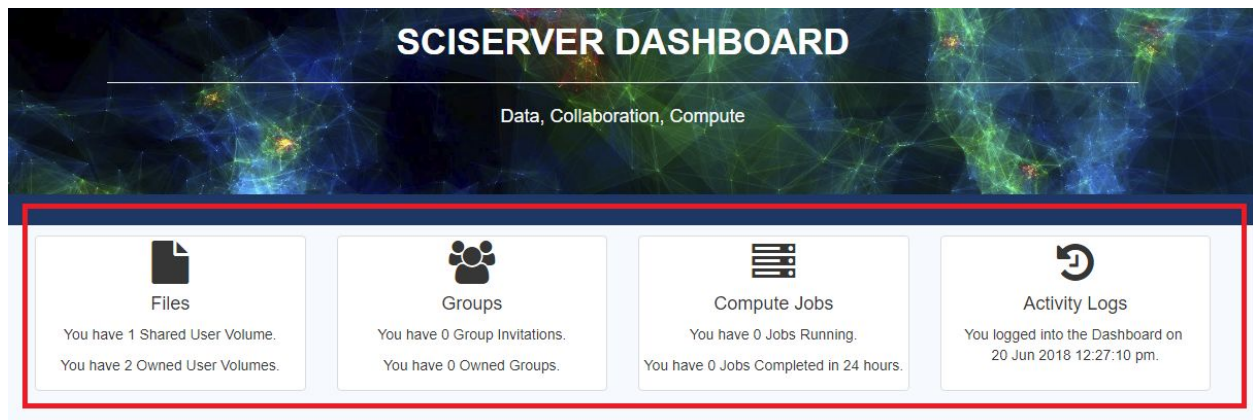 SCISERVER DASHBOARD
Data, Collaboration, Compute
Files
You have 1 Shared User Volume.
You have 2 Owned User Volumes.
Groups
You have 0 Group Invitations.
You have 0 Owned Groups.
Compute Jobs
You have 0 Jobs Running.
You have 0 Jobs Completed in 24 hours.
Activity Logs
You logged into the Dashboard on
20 Jun 2018 12:27:10 pm.